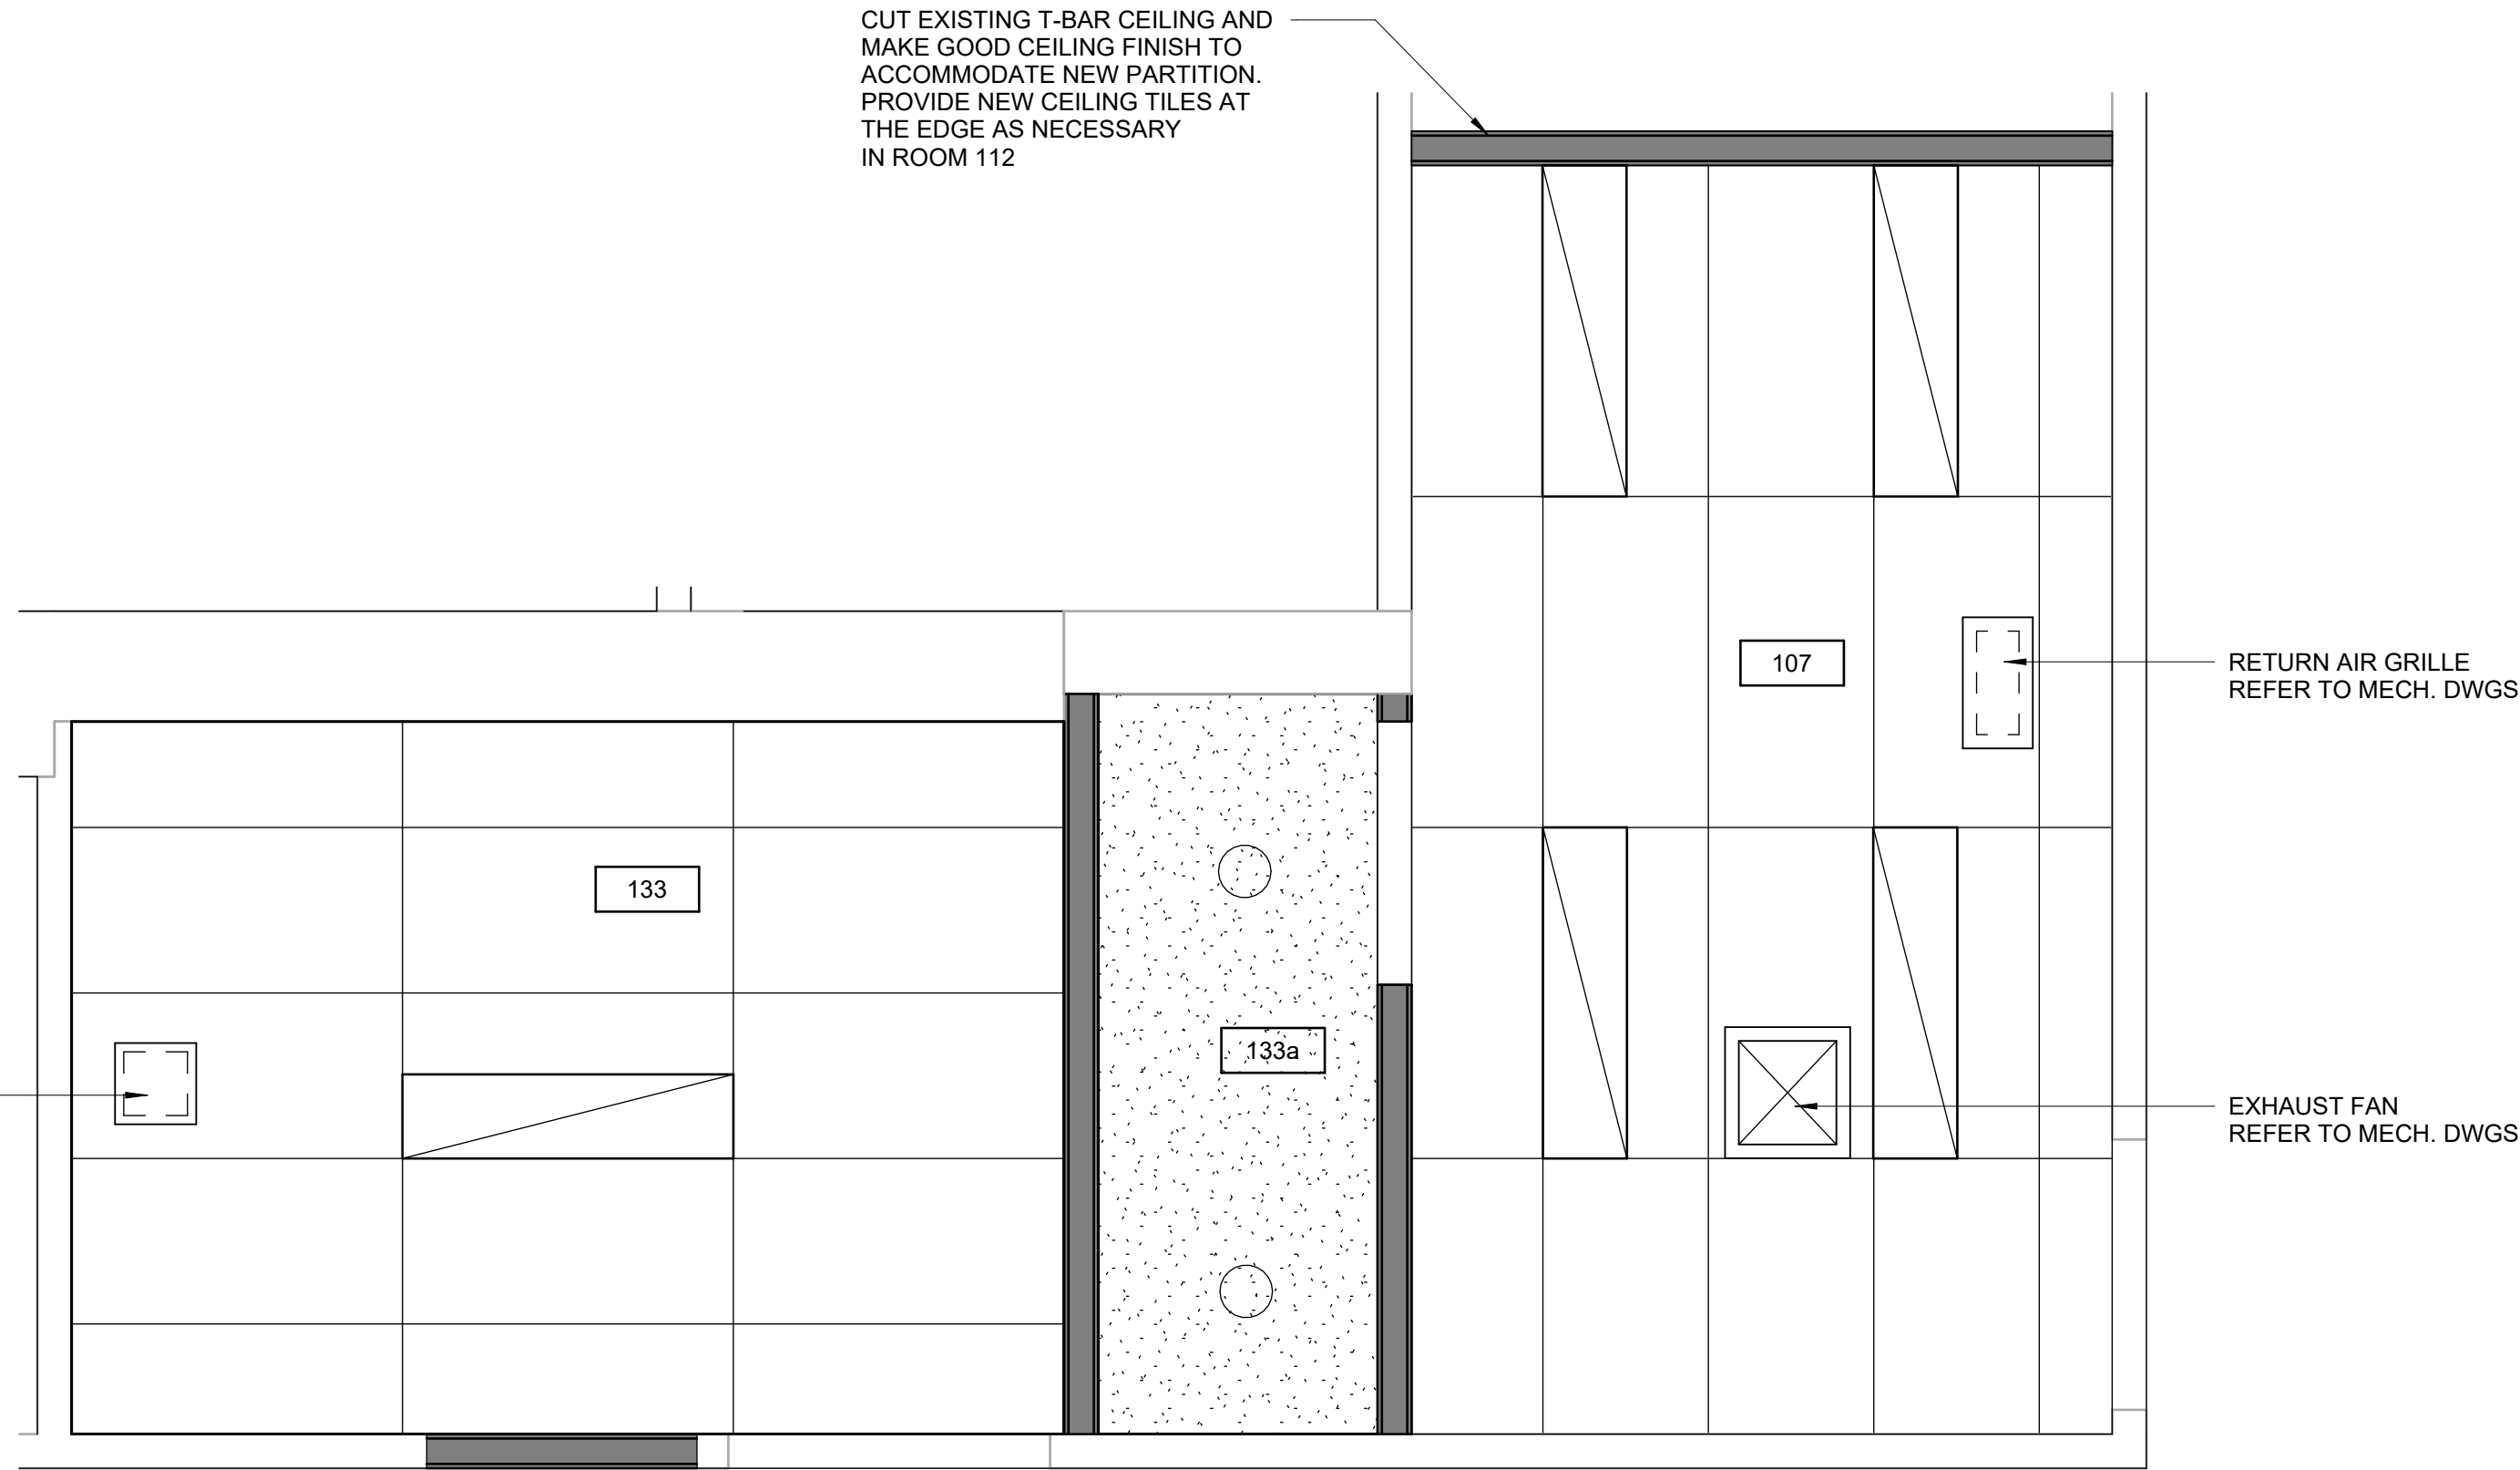 CUT EXISTING T-BAR CEILING AND
MAKE GOOD CEILING FINISH TO
ACCOMMODATE NEW PARTITION.
PROVIDE NEW CEILING TILES AT
THE EDGE AS NECESSARY
IN ROOM 112
107
RETURN AIR GRILLE
REFER TO MECH. DWGS
133
133a
EXHAUST FAN
REFER TO MECH. DWGS